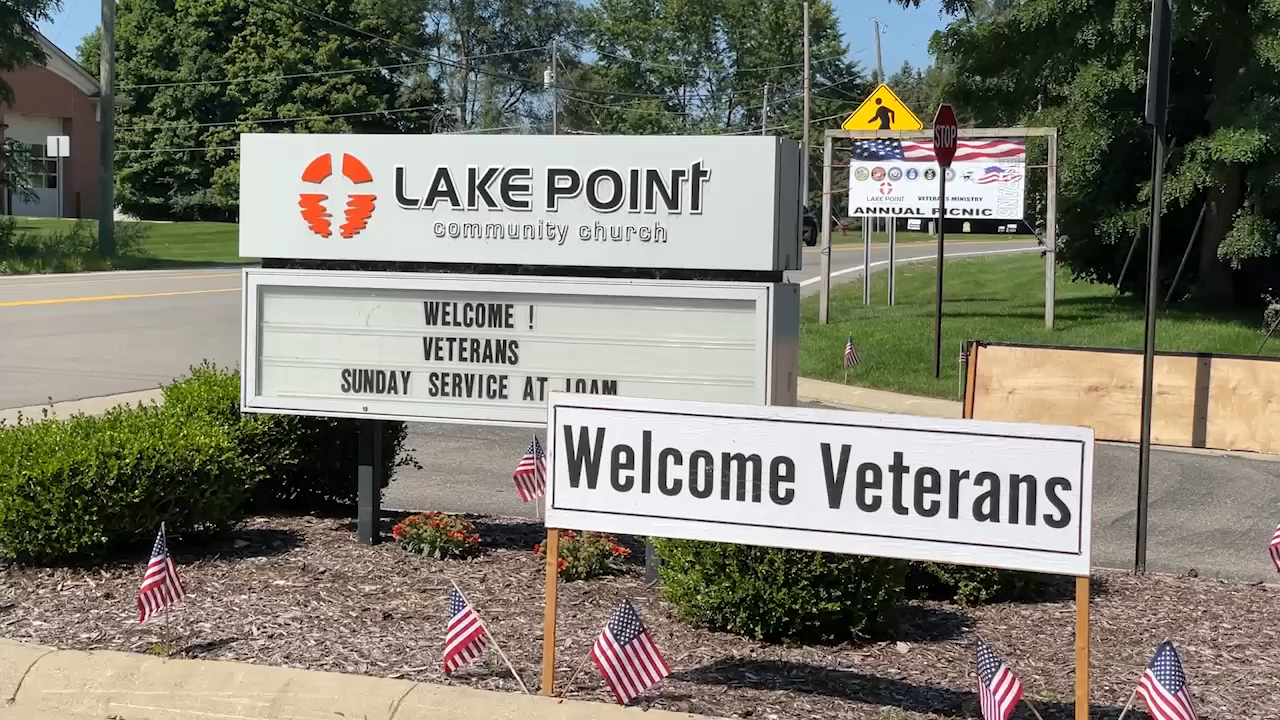 LAKE POINT
community church
WELCOME !
VETERANS
SUNDAY SERVICE AT 10AM
Welcome Veterans
STOP
LAKE POINT
VETERANS MINISTRY
ANNUAL PICNIC
VETERANS